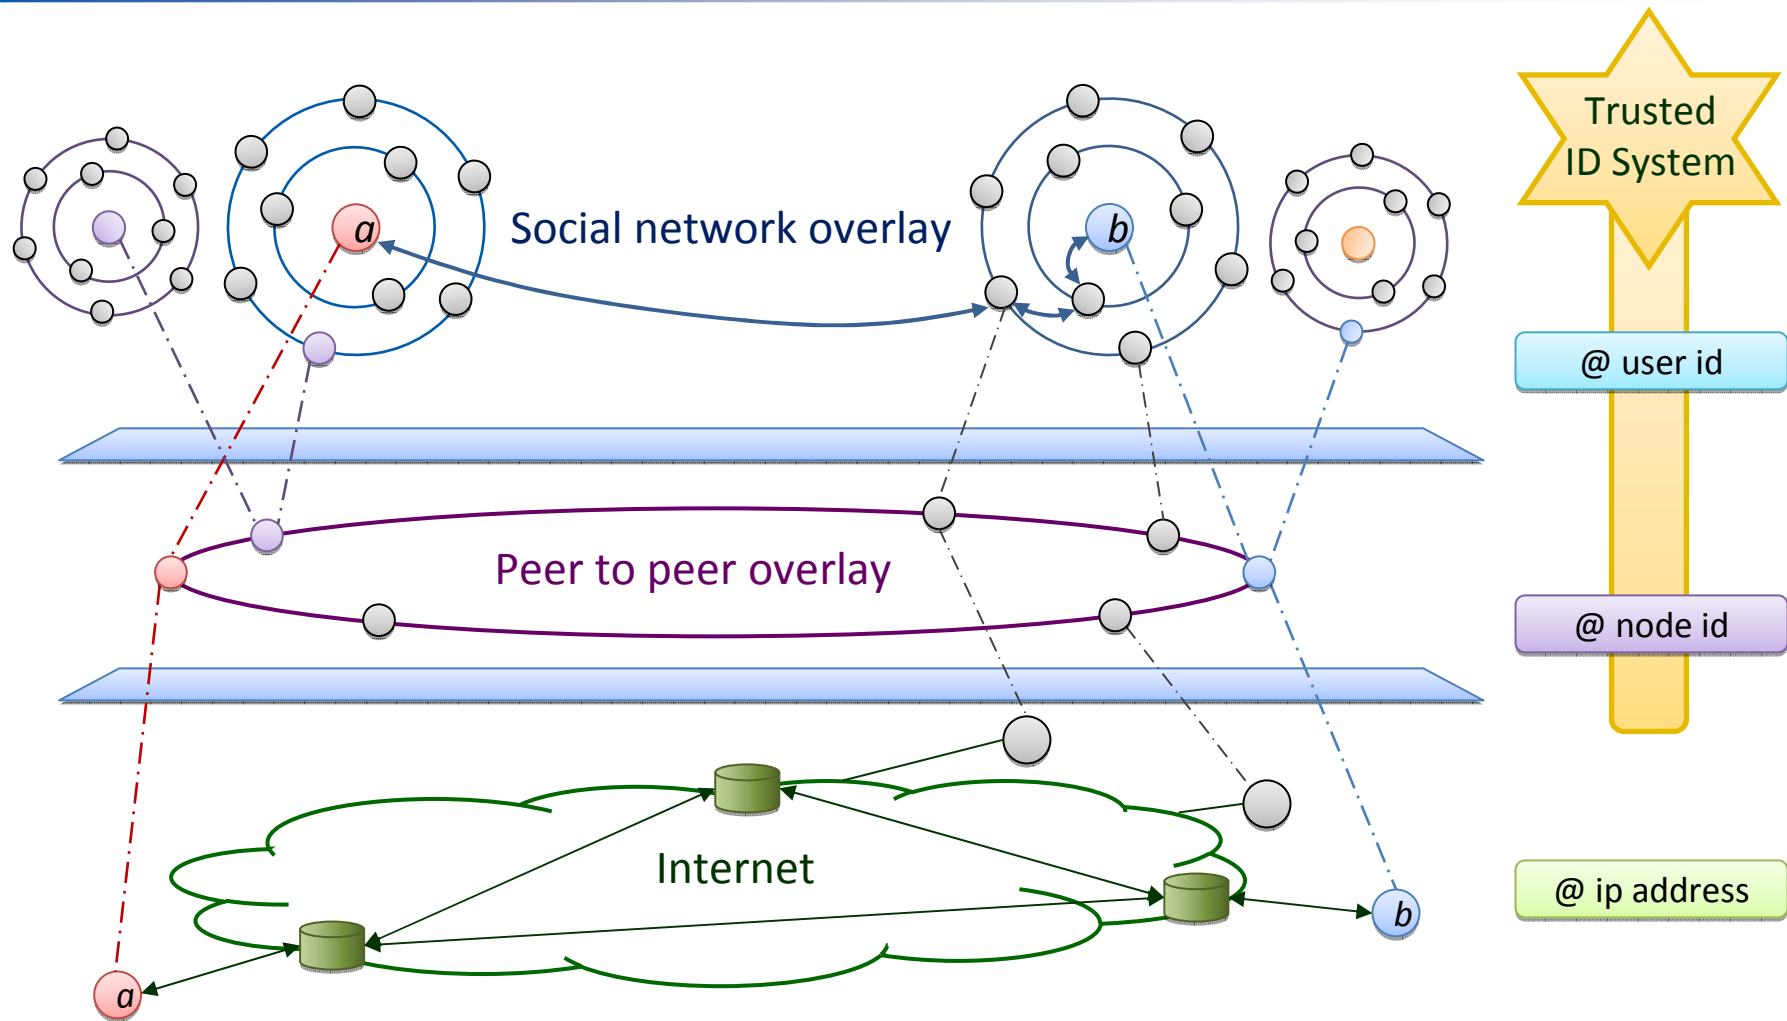 Trusted
ID System
a
Social network overlay
b
@ user id
Peer to peer overlay
@ node id
Internet
@ ip address
b
a